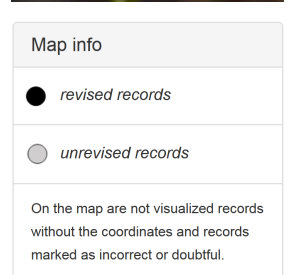 Map info
revised records
unrevised records
On the map are not visualized records
without the coordinates and records
marked as incorrect or doubtful.